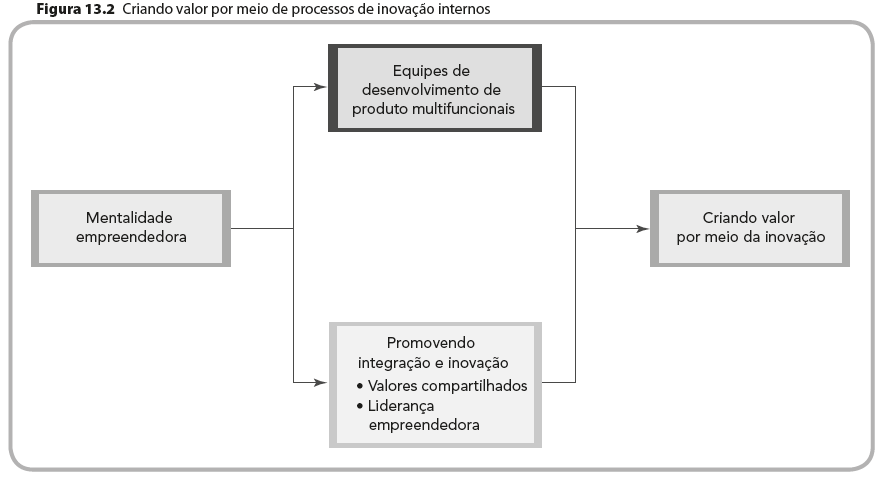 Figura 13.2 Criando valor por meio de processos de inovação internos
Equipes de
desenvolvimento de
produto multifuncionais
Mentalidade
empreendedora
Criando valor
por meio da inovação
Promovendo
integração e inovação
• Valores compartilhados
• Liderança
empreendedora